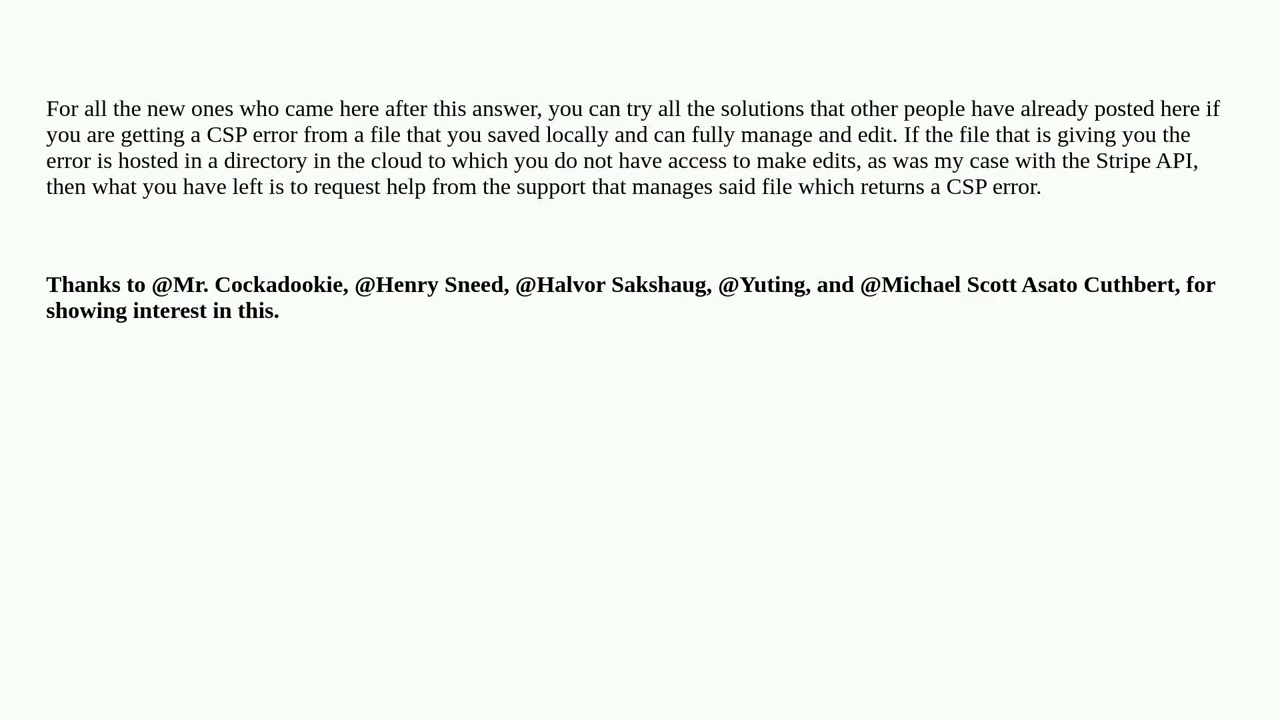 For all the new ones who came here after this answer, you can try all the solutions that other people have already posted here if
you are getting a CSP error from a file that you saved locally and can fully manage and edit. If the file that is giving you the
error is hosted in a directory in the cloud to which you do not have access to make edits, as was my case with the Stripe API,
then what you have left is to request help from the support that manages said file which returns a CSP error.
Thanks to @Mr. Cockadookie, @Henry Sneed, @Halvor Sakshaug, @Yuting, and @Michael Scott Asato Cuthbert, for
showing interest in this.